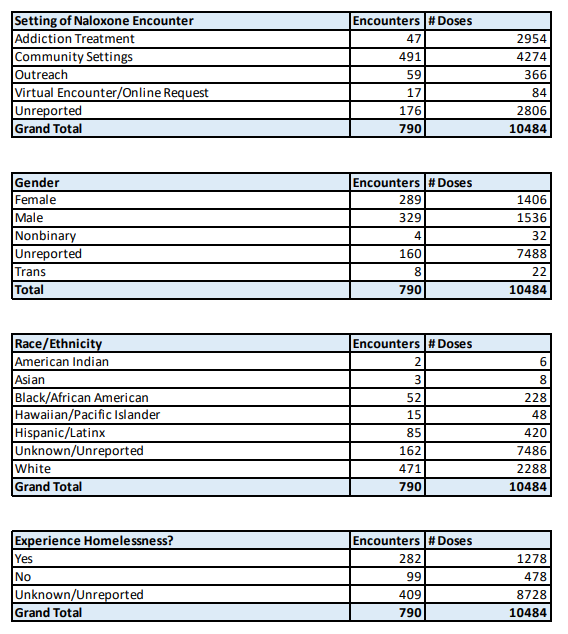 Setting of Naloxone Encounter Encounters # Doses
Addiction Treatment 47 2954
Community Settings 491 4274
Outreach 59 366
Virtual Encounter/Online Request 17 84
Unreported 176 2806
Grand Total 790 10484
Gender Encounters # Doses
Female 289 1406
Male 329 1536
Nonbinary 4 32
Unreported 160 7488
Trans 8 22
Total 790 10484
Race/Ethnicity Encounters # Doses
American Indian 2 6
Asian 3 8
Black/African American 52 228
Hawaiian/Pacific Islander 15 48
Hispanic/Latinx 85 420
Unknown/Unreported 162 7486
White 471 2288
Grand Total 790 10484
Experience Homelessness? Encounters # Doses
Yes 282 1278
No 99 478
Unknown/Unreported 409 8728
Grand Total 790 10484